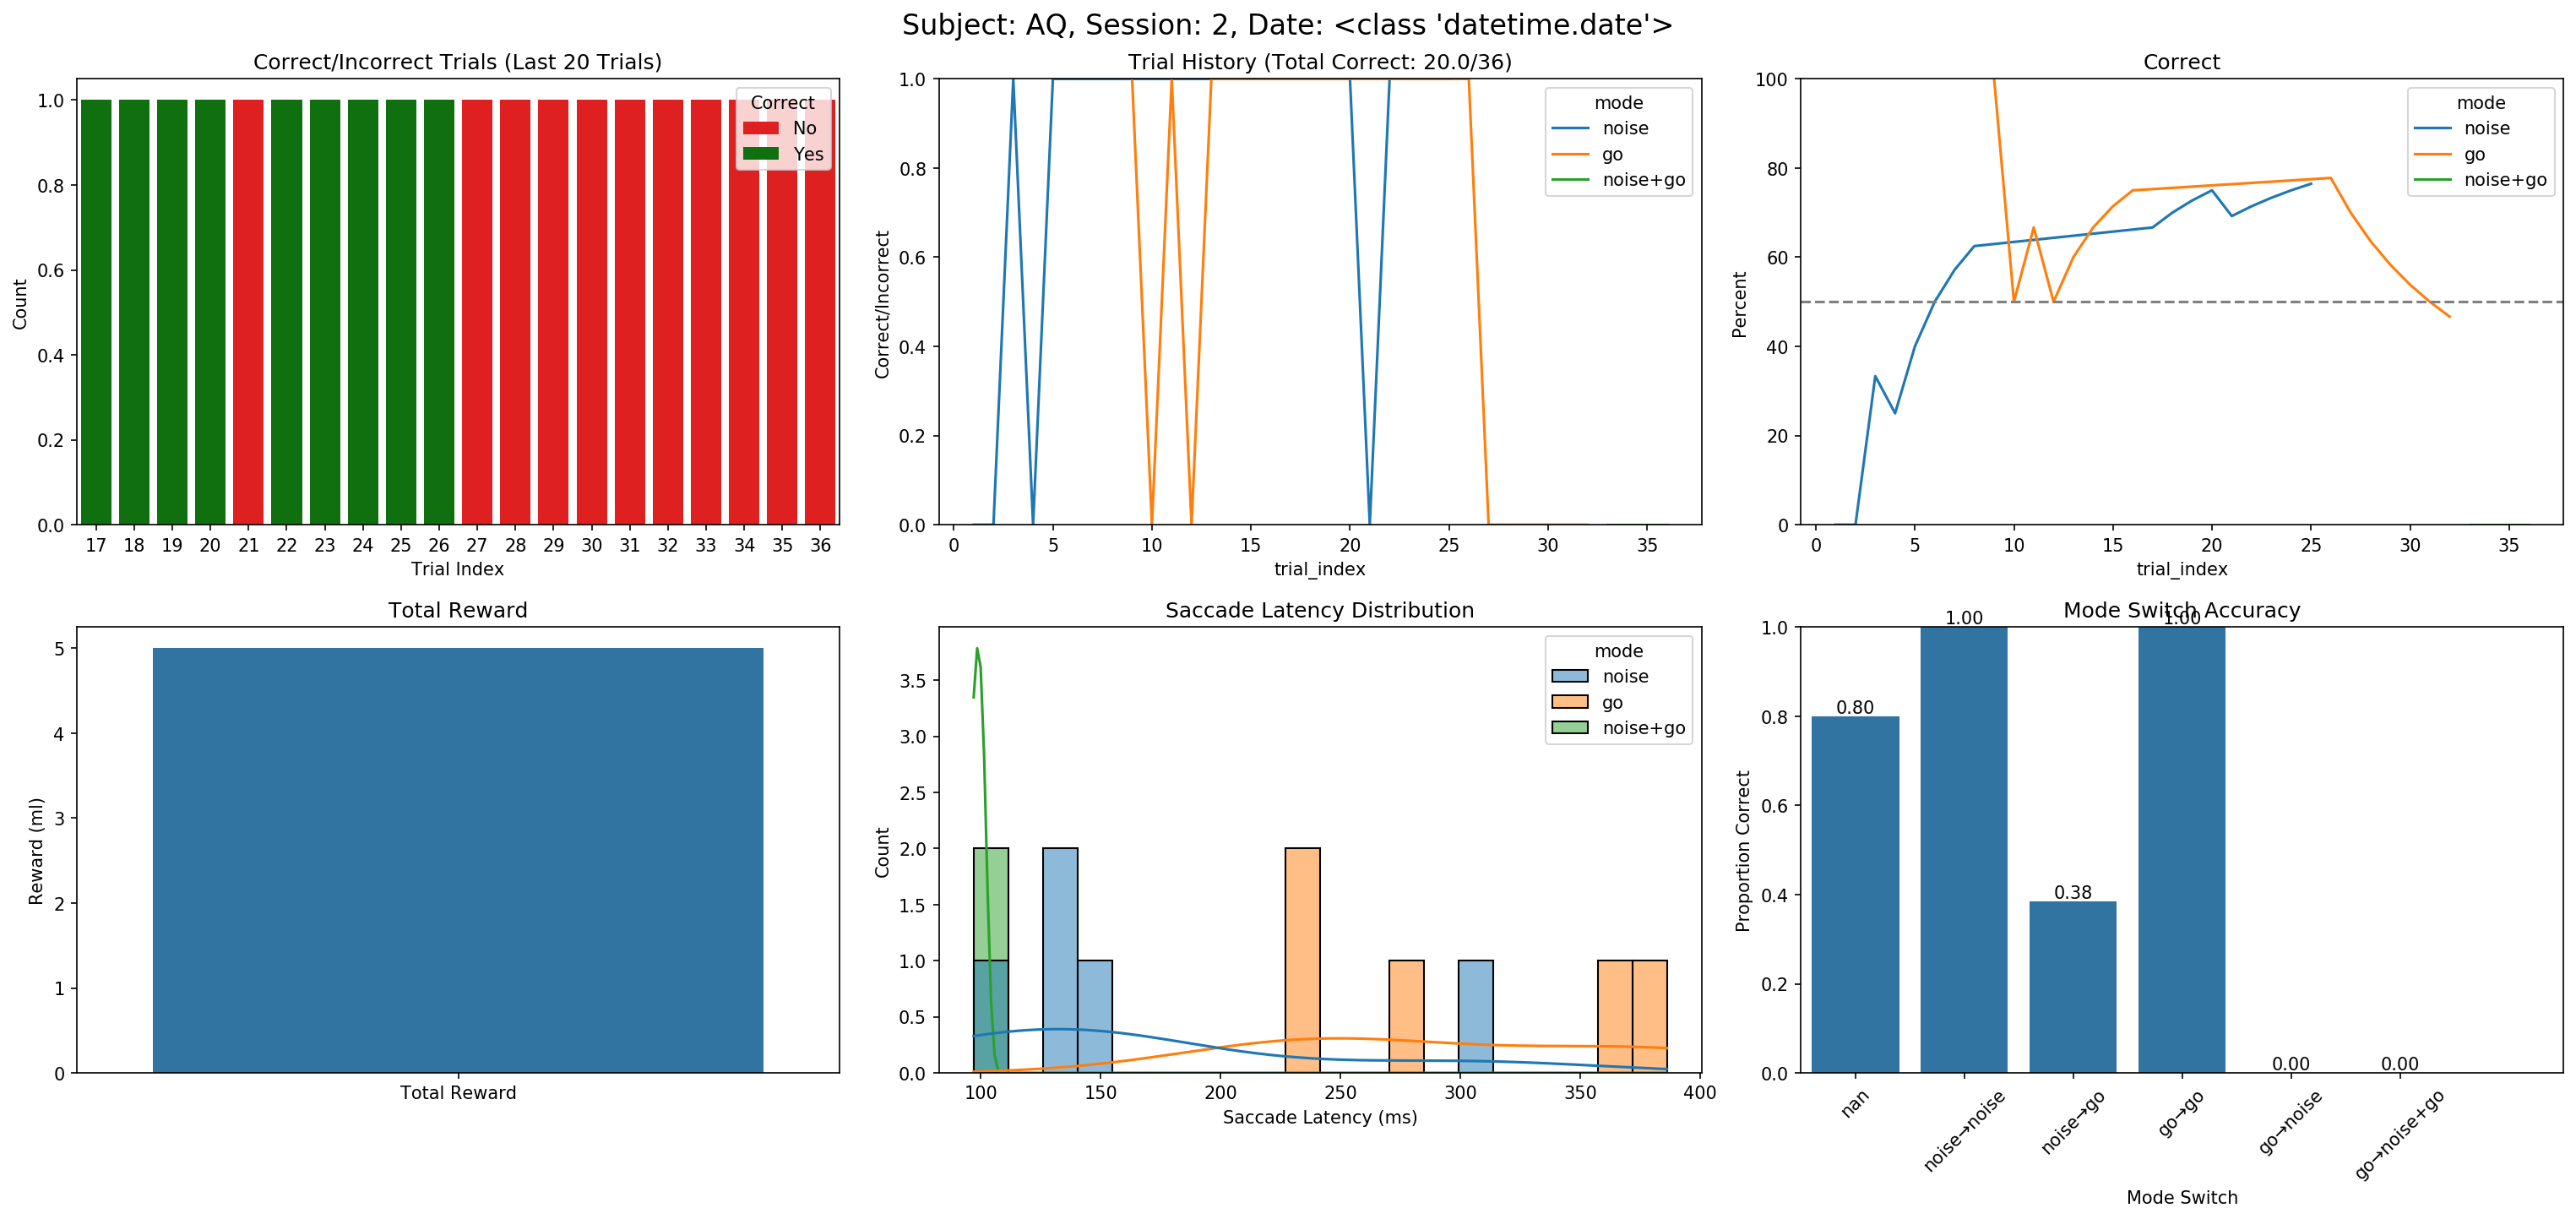 Subject: AQ, Session: 2, Date: <class 'datetime.date'>
Correct/Incorrect Trials (Last 20 Trials)
Count
1.0
0.8
0.6
0.4
0.2
0.0
Correct
No
Yes
17 18 19 20 21 22 23 24 25 26 27 28 29 30 31 32 33 34 35 36
Trial Index
Trial History (Total Correct: 20.0/36)
Correct/Incorrect
1.0
0.8
0.6
0.4
0.2
0.0
mode
noise
go
noise+go
0 5 10 15 20 25 30 35
trial_index
Correct
Percent
100
80
60
40
20
0
mode
noise
go
noise+go
0 5 10 15 20 25 30 35
trial_index
Total Reward
Reward (ml)
5
4
3
2
1
0
Total Reward
Saccade Latency Distribution
Count
3.5
3.0
2.5
2.0
1.5
1.0
0.5
0.0
mode
noise
go
noise+go
100 150 200 250 300 350 400
Saccade Latency (ms)
Mode Switch Accuracy
Proportion Correct
1.0
0.8
0.6
0.4
0.2
0.0
0.80
1.00
0.38
1.00
0.00
0.00
nan
noise→noise
noise→go
go→go
go→noise
go→noise+go
Mode Switch